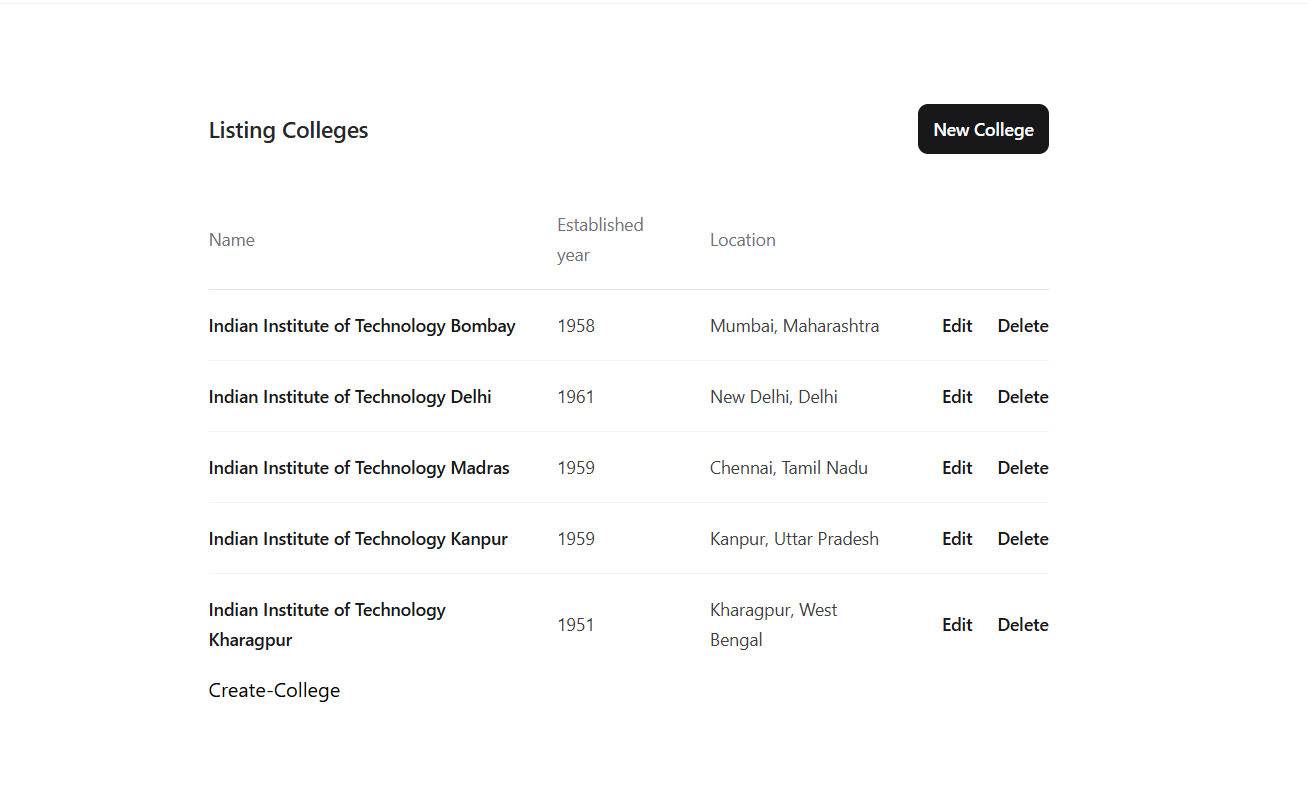 Listing Colleges
New College
Name
Established
year
Location
Indian Institute of Technology Bombay 1958 Mumbai, Maharashtra Edit Delete
Indian Institute of Technology Delhi 1961 New Delhi, Delhi Edit Delete
Indian Institute of Technology Madras 1959 Chennai, Tamil Nadu Edit Delete
Indian Institute of Technology Kanpur 1959 Kanpur, Uttar Pradesh Edit Delete
Indian Institute of Technology
Kharagpur
1951
Kharagpur, West
Bengal
Edit Delete
Create-College